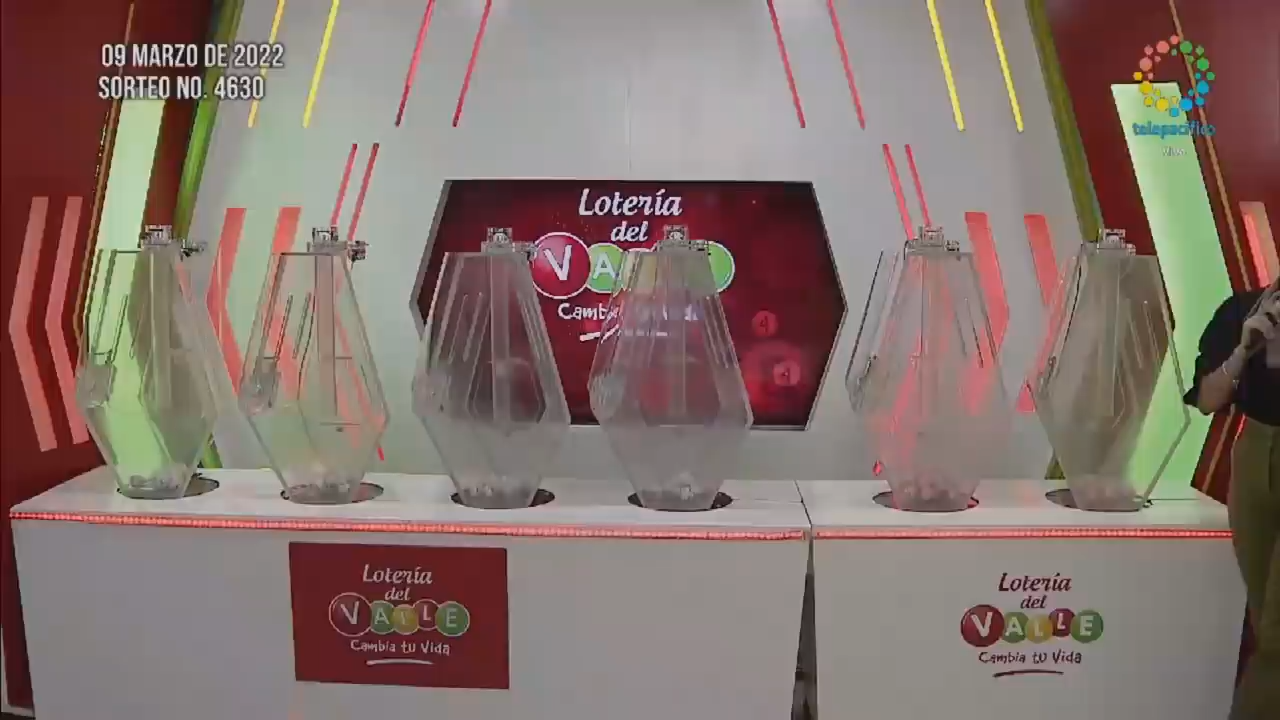 09 MARZO DE 2022
SORTEO NO. 4630
telepacífico
Lotería
del
VA
Lotería
del
VALLE
Cambia tu Vida
Lotería
del
VALLE
Cambia tu Vida